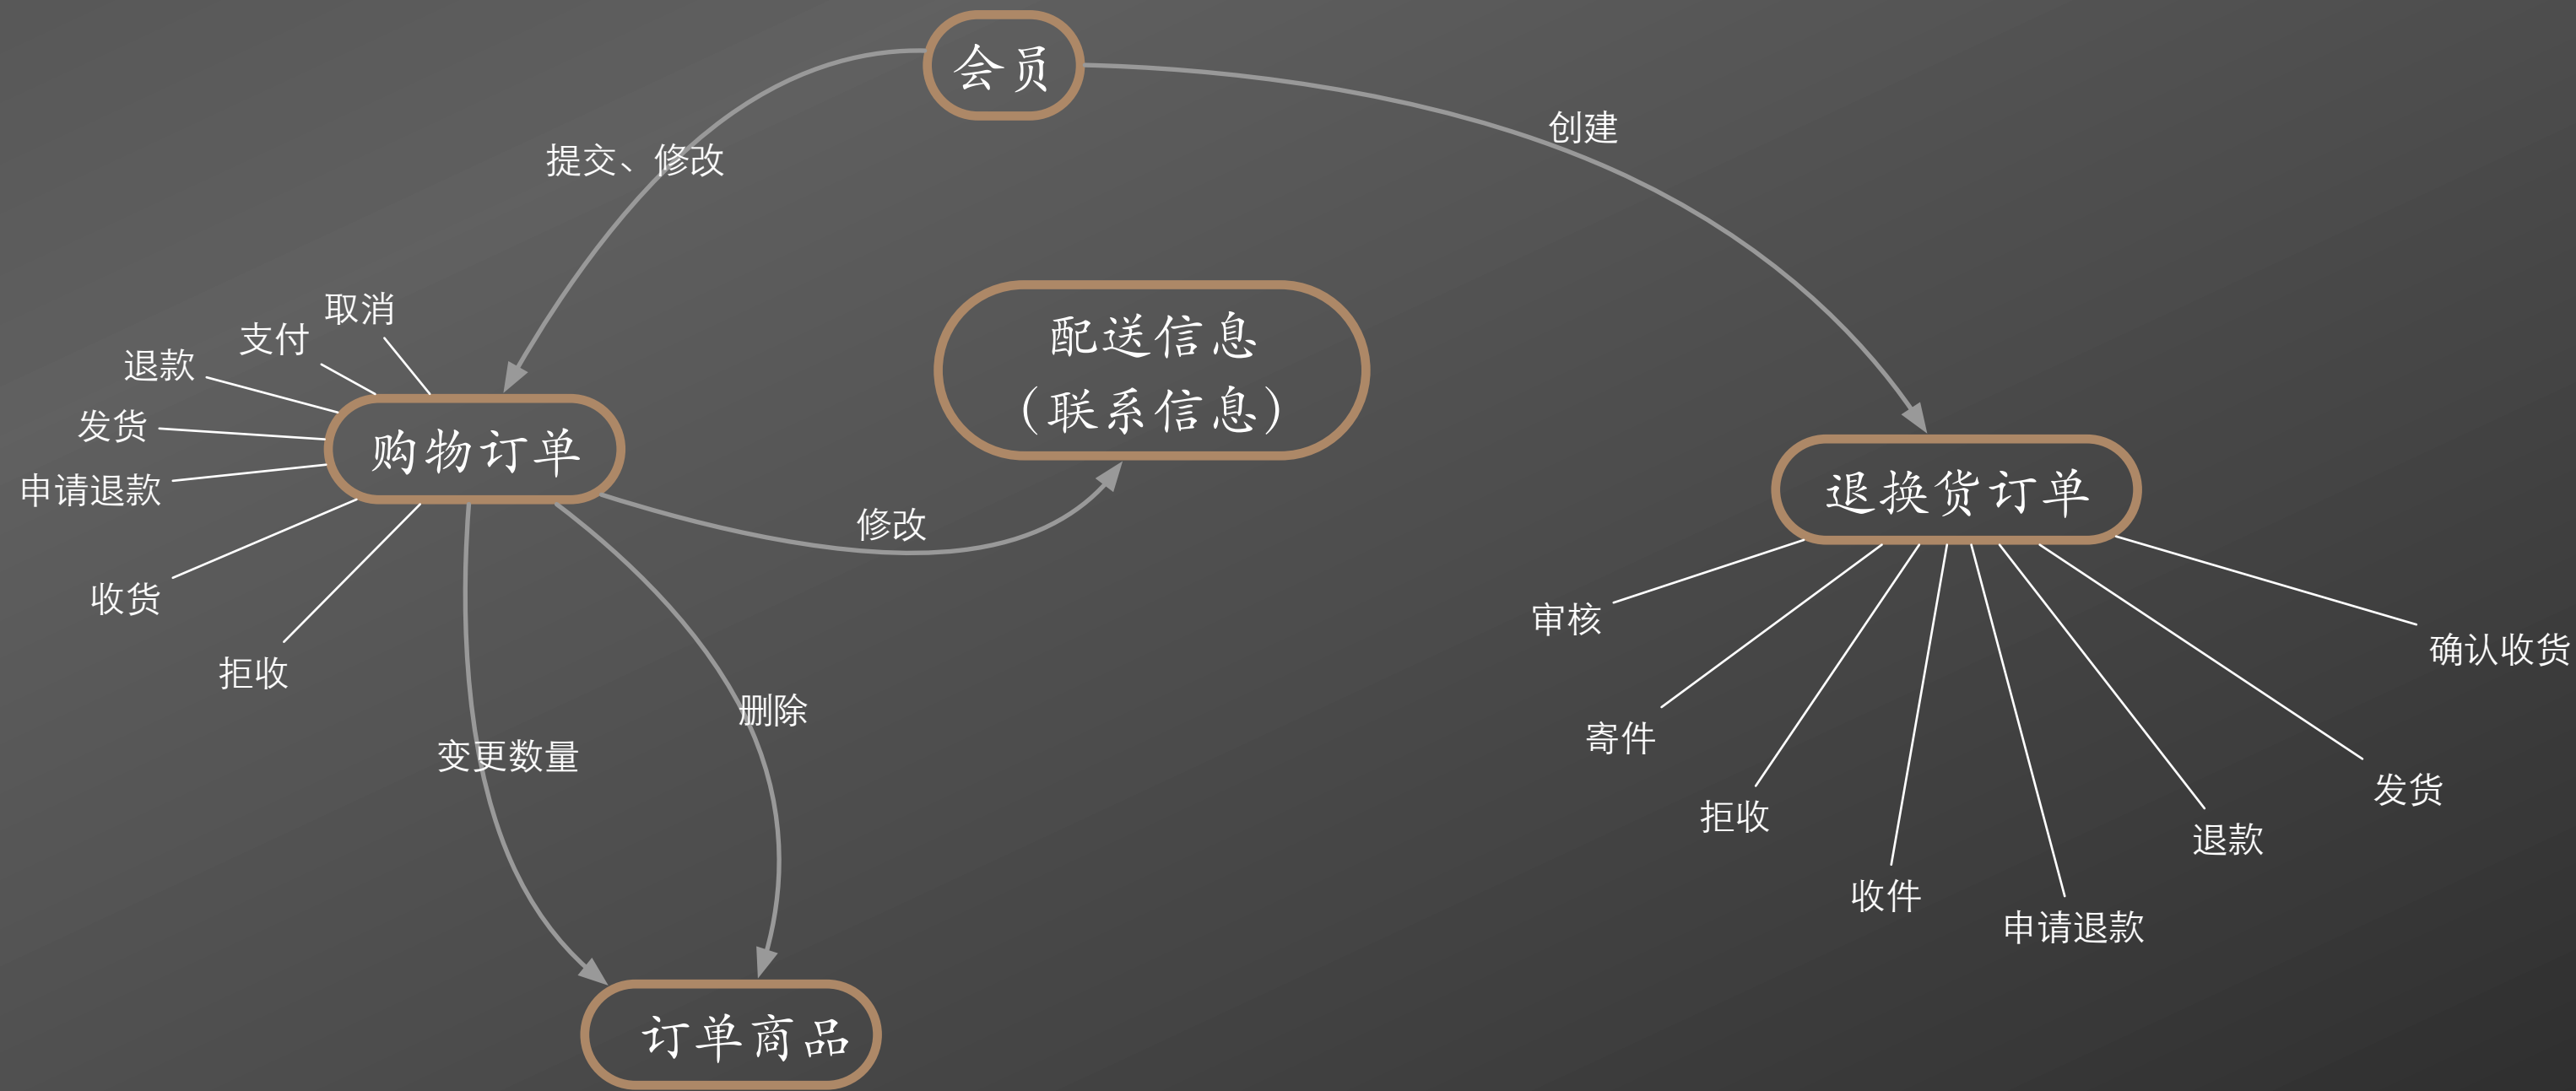 会员
提交、修改
创建
取消
支付
退款
发货
申请退款
收货
拒收
购物订单
配送信息
（联系信息）
修改
退换货订单
变更数量
删除
订单商品
审核
寄件
拒收
收件
申请退款
退款
发货
确认收货